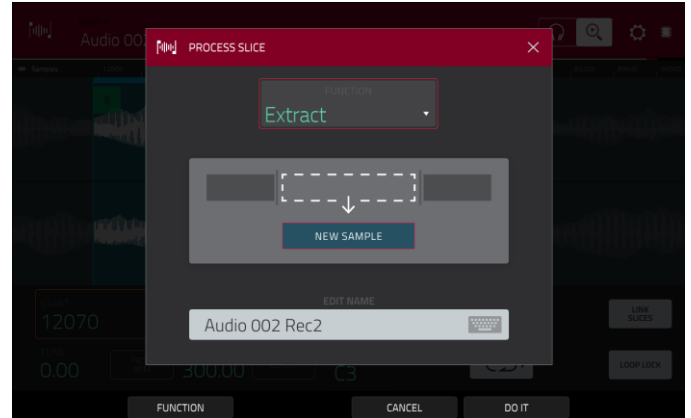 Audio 002
PROCESS SLICE
Samples
FUNCTION
Extract
NEW SAMPLE
EDIT NAME
Audio 002 Rec2
12070
LINK
SLICES
0.00
300.00
C3
LOOP LOCK
FUNCTION
CANCEL
DO IT